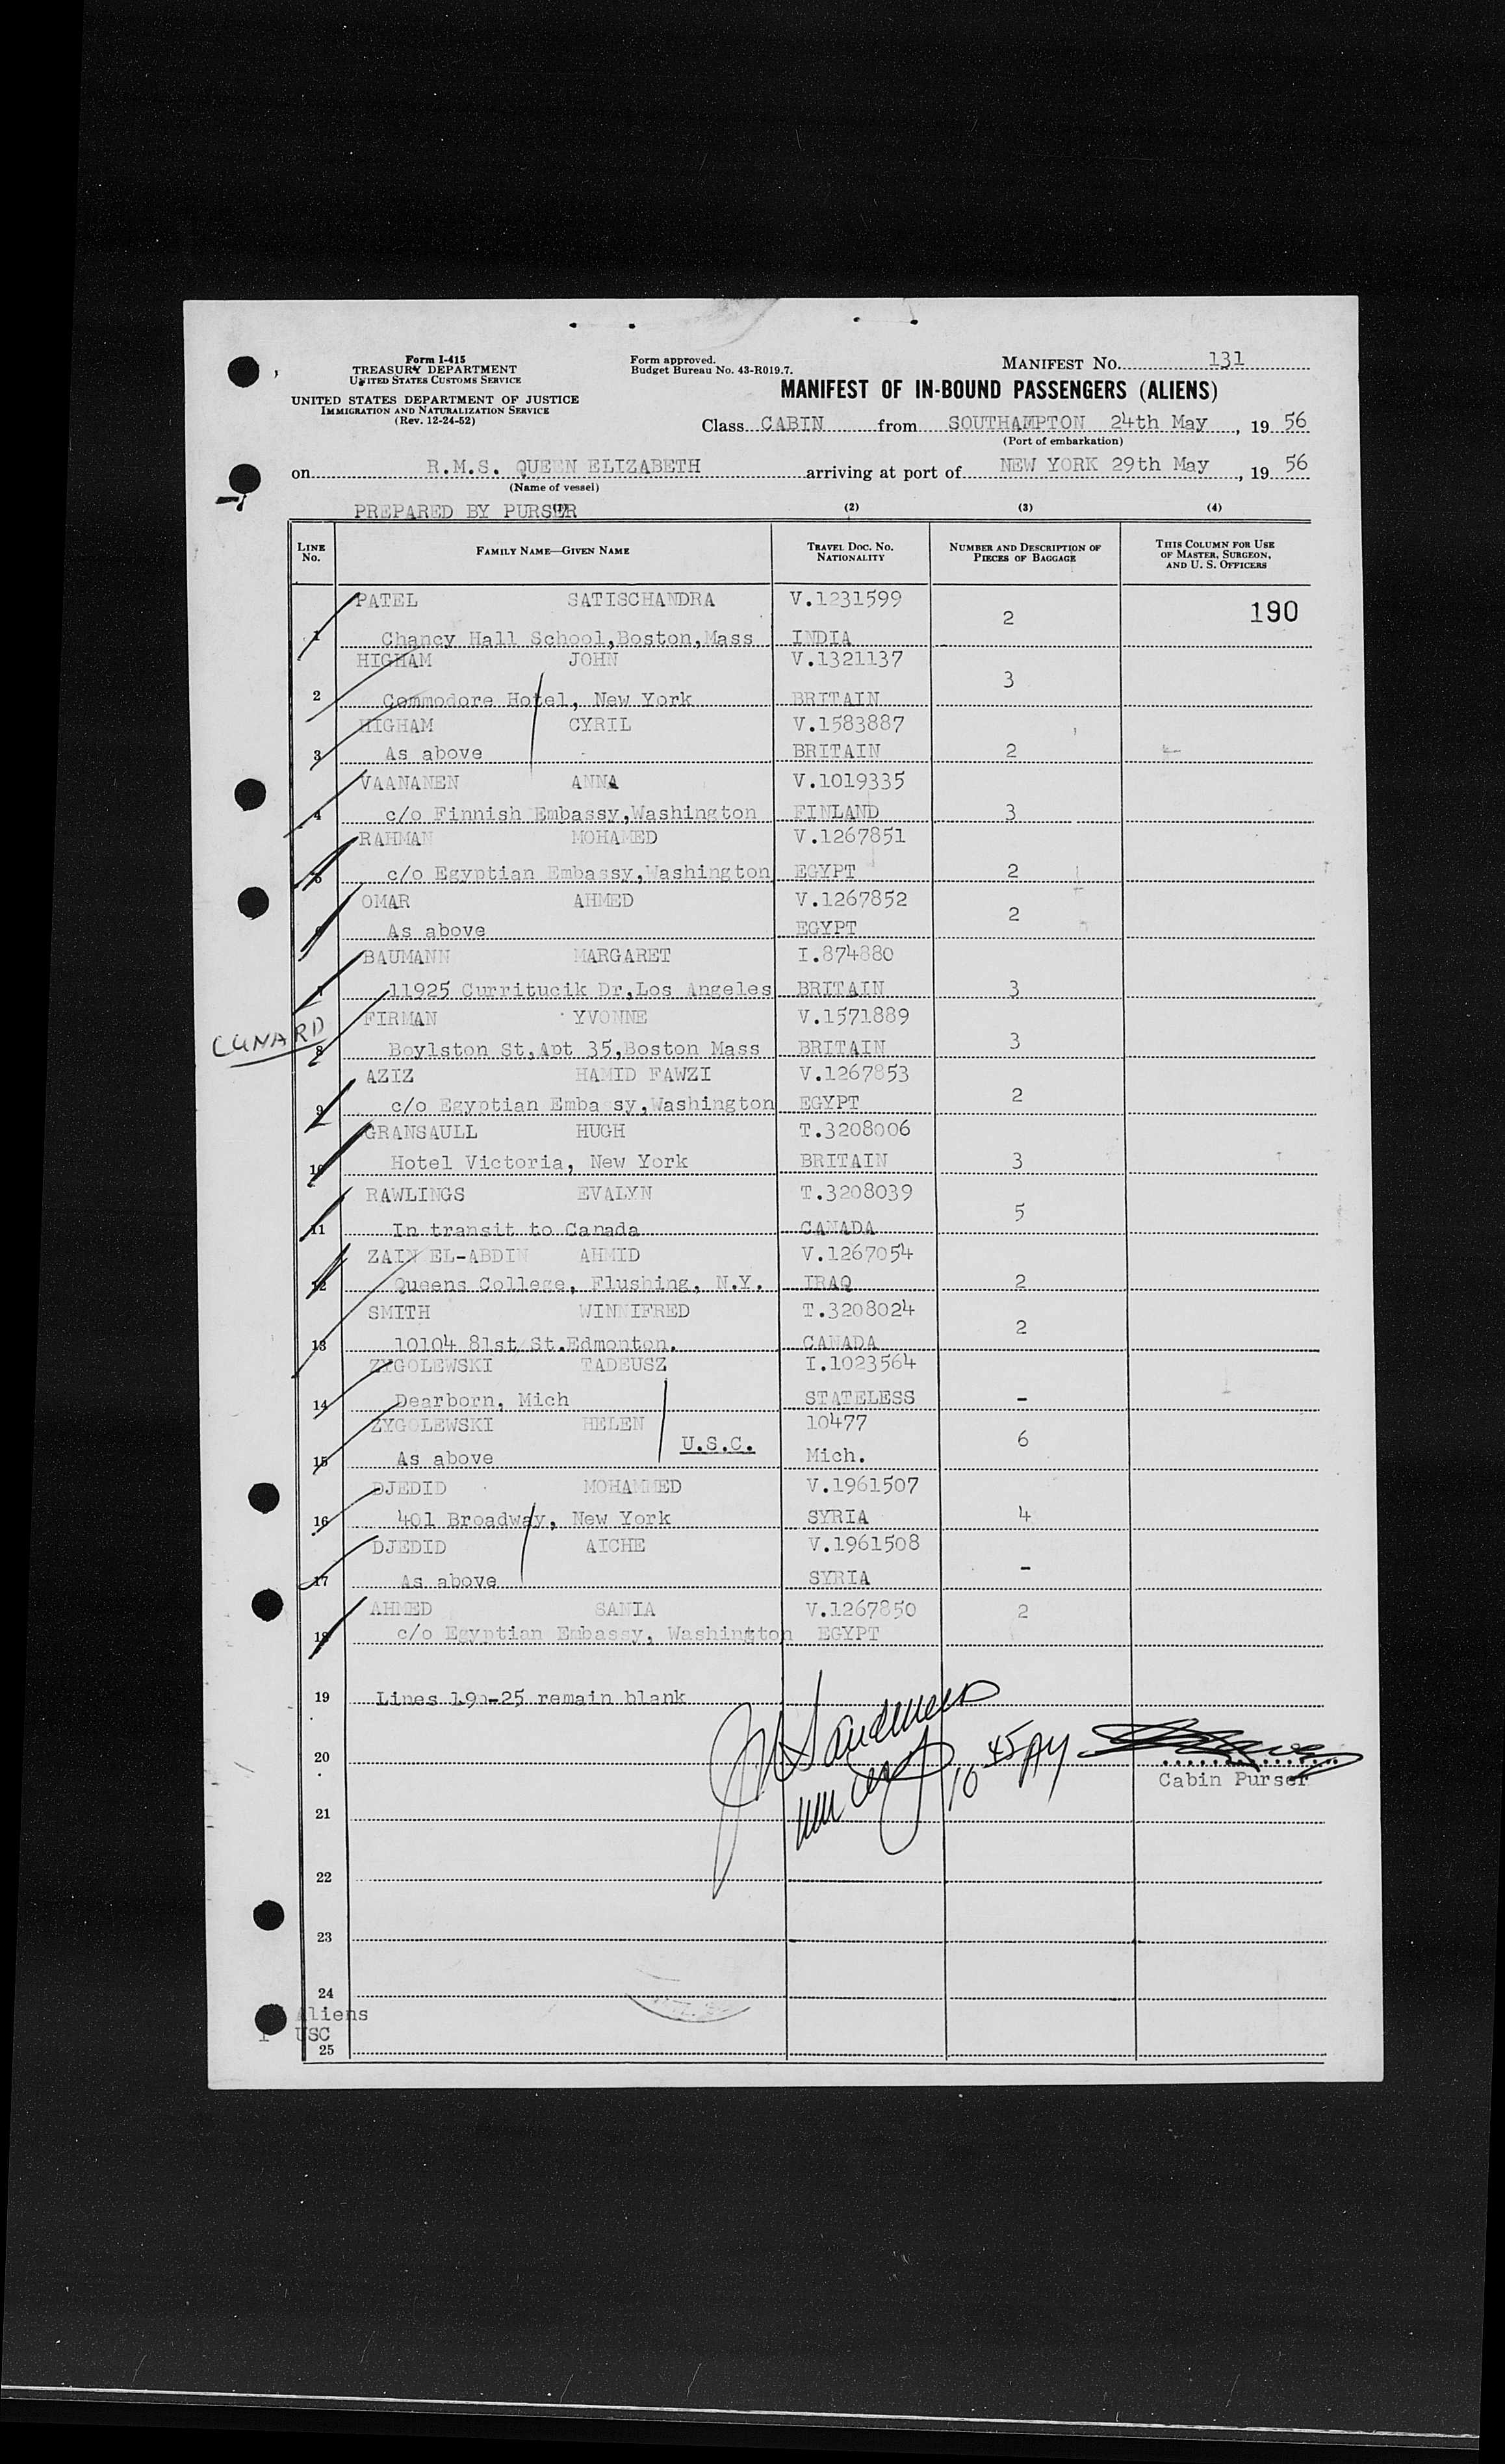 Form I-415
TREASURY DEPARTMENT
UNITED STATES CUSTOMS SERVICE
UNITED STATES DEPARTMENT OF JUSTICE
IMMIGRATION AND NATURALIZATION SERVICE
(Rev. 12-24-52)
Form approved.
Budget Bureau No. 43-R019.7.
MANIFEST NO. 131
MANIFEST OF IN-BOUND PASSENGERS (ALIENS)
Class CABIN from SOUTHAMPTON 24th May, 19 56
(Port of embarkation)
on R.M.S. QUEEN ELIZABETH arriving at port of NEW YORK 29th May, 19 56
(Name of vessel)
PREPARED BY PURSER
(1) (2) (3) (4)
LINE NO. FAMILY NAME—GIVEN NAME TRAVEL DOC. NO. NATIONALITY NUMBER AND DESCRIPTION OF PIECES OF BAGGAGE THIS COLUMN FOR USE OF MASTER, SURGEON, AND U. S. OFFICERS
PATEL SATISCHANDRA V.1231599 2 190
1 Chancy Hall School,Boston,Mass INDIA
HIGHAM JOHN V.1321137 3
2 Commodore Hotel, New York BRITAIN
HIGHAM CYRIL V.1583887
3 As above BRITAIN 2
VAANANEN ANNA V.1019335
4 c/o Finnish Embassy,Washington FINLAND 3
RAHMAN MOHAMED V.1267851
5 c/o Egyptian Embassy,Washington EGYPT 2
OMAR AHMED V.1267852 2
6 As above EGYPT
BAUMANN MARGARET I.874880
7 11925 Currituck Dr,Los Angeles BRITAIN 3
CUNARD
FIRMAN YVONNE V.1571889
8 Boylston St,Apt 35,Boston Mass BRITAIN 3
AZIZ HAMID FAWZI V.1267853
9 c/o Egyptian Embassy,Washington EGYPT 2
GRANSAULL HUGH T.3208006
10 Hotel Victoria, New York BRITAIN 3
RAWLINGS EVALYN T.3208039 5
11 In transit to Canada CANADA
ZAIN EL-ABDIN AHMID V.1267054
12 Queens College, Flushing, N.Y. IRAQ 2
SMITH WINNIFRED T.3208024 2
13 10104 81st St.Edmonton. CANADA
ZYGOLEWSKI TADEUSZ I.1023564
14 Dearborn, Mich STATELESS -
ZYGOLEWSKI HELEN 10477 6
15 As above U.S.C. Mich.
DJEDID MOHAMMED V.1961507
16 401 Broadway, New York SYRIA 4
DJEDID AICHE V.1961508 -
17 As above SYRIA
AHMED SANIA V.1267850 2
18 c/o Egyptian Embassy, Washington EGYPT
19 Lines 19-25 remain blank
20 10 45 AM
Cabin Purser
21
22
23
24
Aliens
1 USC
25